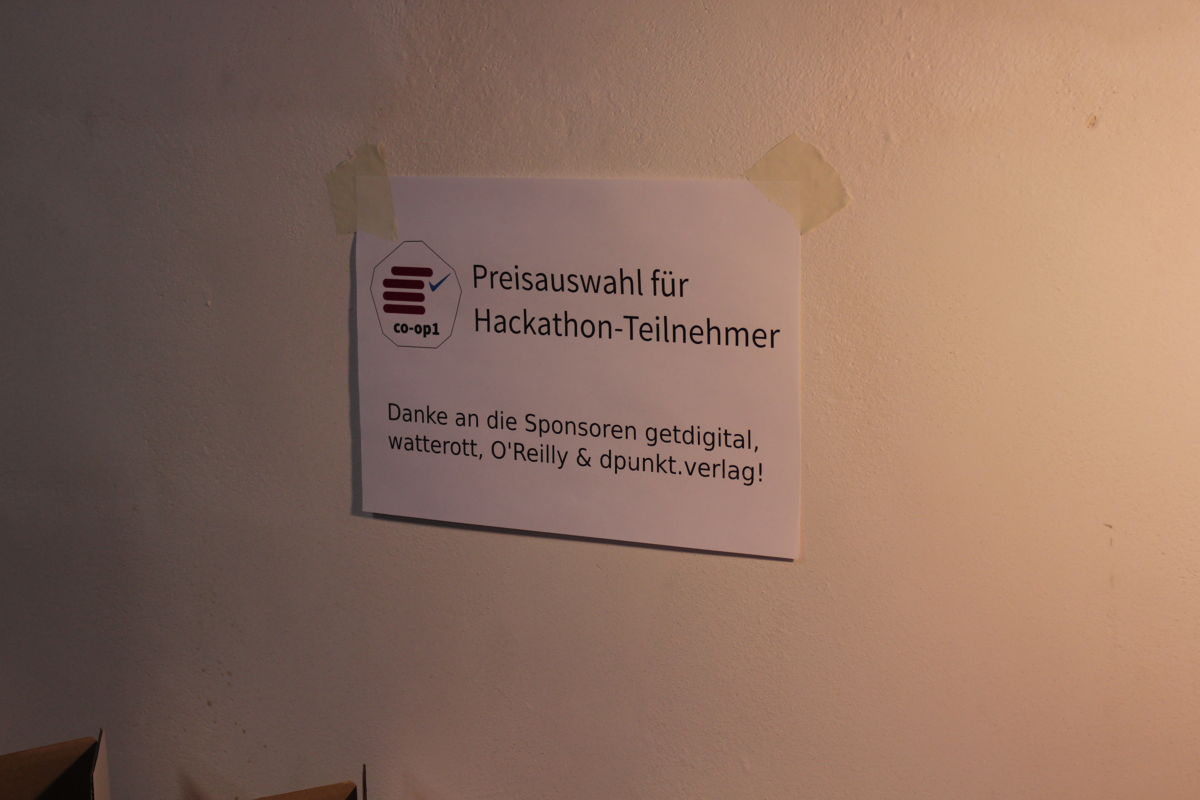 co-op1
Preisauswahl für
Hackathon-Teilnehmer
Danke an die Sponsoren getdigital,
watterott, O'Reilly & dpunkt.verlag!